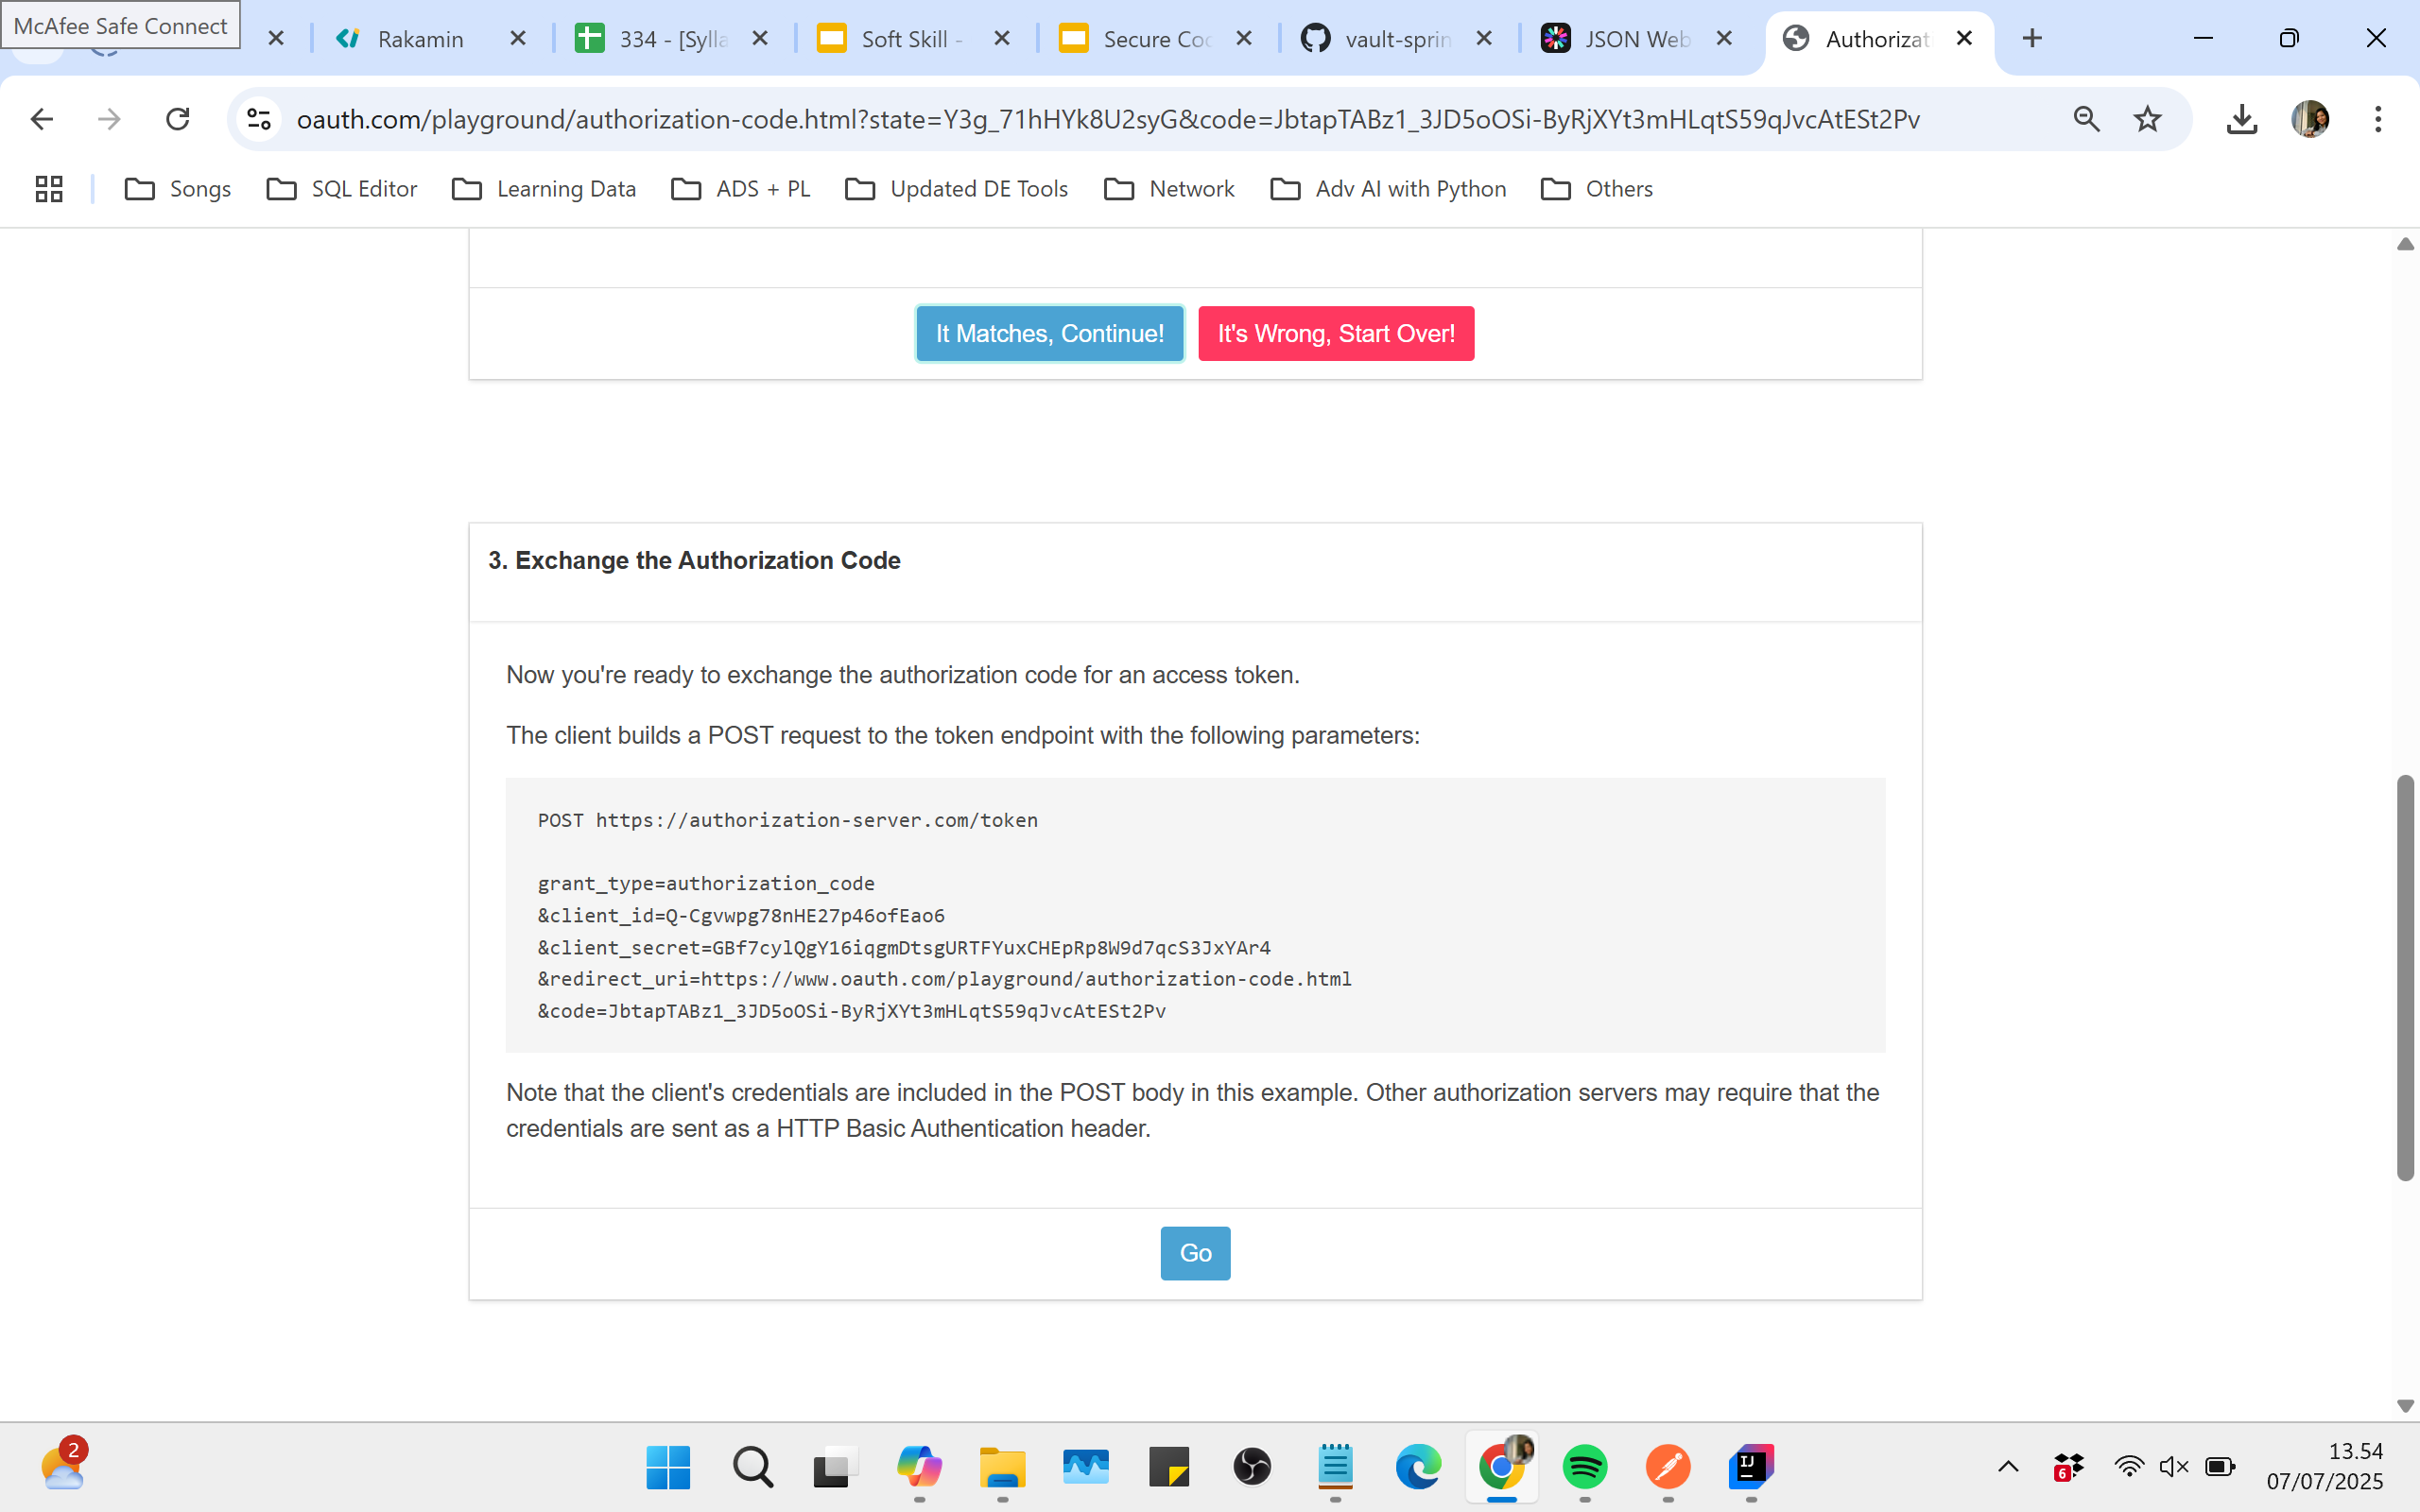 McAfee Safe Connect
Rakamin
334 - [Sylla
Soft Skill -
Secure Coc
vault-sprin
JSON Web
Authorizat
oauth.com/playground/authorization-code.html?state=Y3g_71hHYk8U2syG&code=JbtapTABz1_3JD5oOSi-ByRjXYt3mHLqtS59qJvcAtESt2Pv
Songs
SQL Editor
Learning Data
ADS + PL
Updated DE Tools
Network
Adv AI with Python
Others
It Matches, Continue!
It's Wrong, Start Over!
3. Exchange the Authorization Code
Now you're ready to exchange the authorization code for an access token.
The client builds a POST request to the token endpoint with the following parameters:
POST https://authorization-server.com/token
grant_type=authorization_code
&client_id=Q-Cgvwpg78nHE27p46ofEao6
&client_secret=GBf7cylQgY16iqgmDtsgURTFYuxCHEpRp8W9d7qcS3JxYAr4
&redirect_uri=https://www.oauth.com/playground/authorization-code.html
&code=JbtapTABz1_3JD5oOSi-ByRjXYt3mHLqtS59qJvcAtESt2Pv
Note that the client's credentials are included in the POST body in this example. Other authorization servers may require that the
credentials are sent as a HTTP Basic Authentication header.
Go
2
IJ
6
13.54
07/07/2025